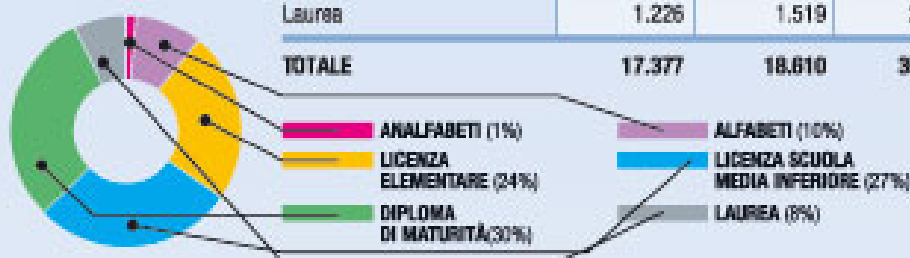 Laurea 1.226 1.519
TOTALE 17.377 18.610
ANALFABETI (1%) ALFABETI (10%)
LICENZA LICENZA SCUOLA
ELEMENTARE (24%) MEDIA INFERIORE (27%)
DIPLOMA LAUREA (8%)
DI MATURITÀ(30%)